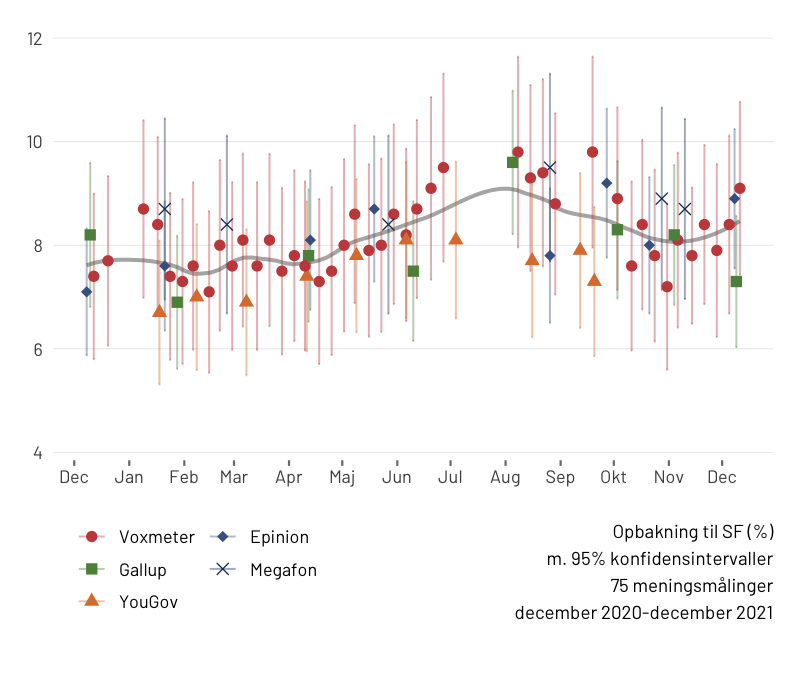 12
10
8
6
4
Dec Jan Feb Mar Apr Maj Jun Jul Aug Sep Okt Nov Dec
Voxmeter Epinion
Gallup Megafon
YouGov
Opbakning til SF (%)
m. 95% konfidensintervaller
75 meningsmålinger
december 2020-december 2021